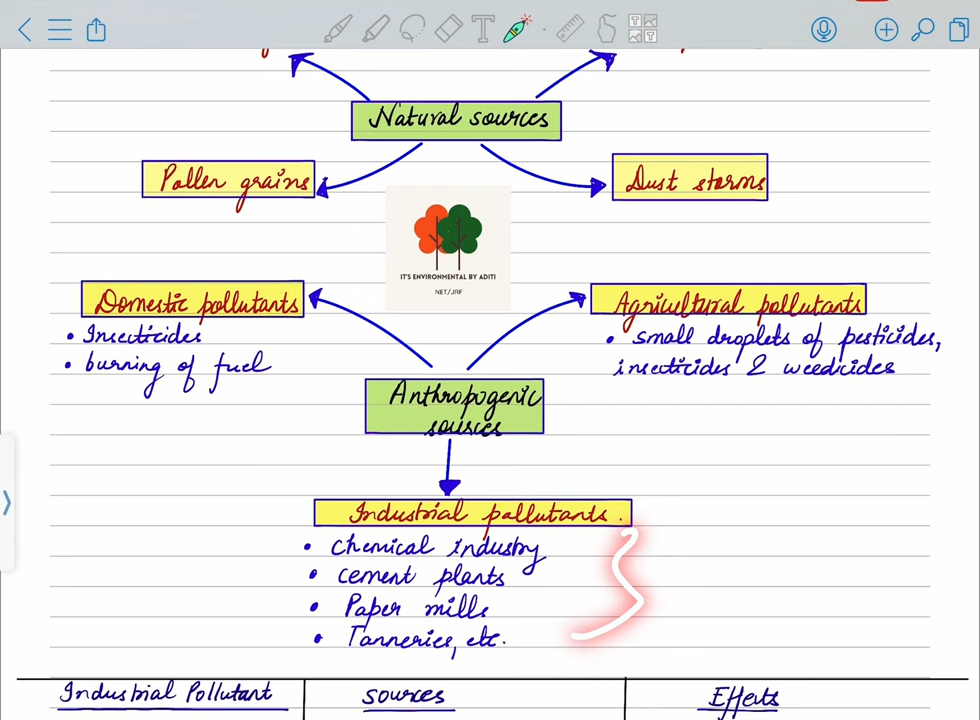 Natural sources
Pollen grains
Dust storms
IT'S ENVIRONMENTAL BY ADITI
NET/JRF
Domestic pollutants
• Insecticides
• burning of fuel
Agricultural pollutants
• small droplets of pesticides,
insecticides & weedicides
Anthropogenic
sources
Industrial pollutants.
• chemical industry
• cement plants
• Paper mills
• Tanneries, etc.
Industrial Pollutant
sources
Effects